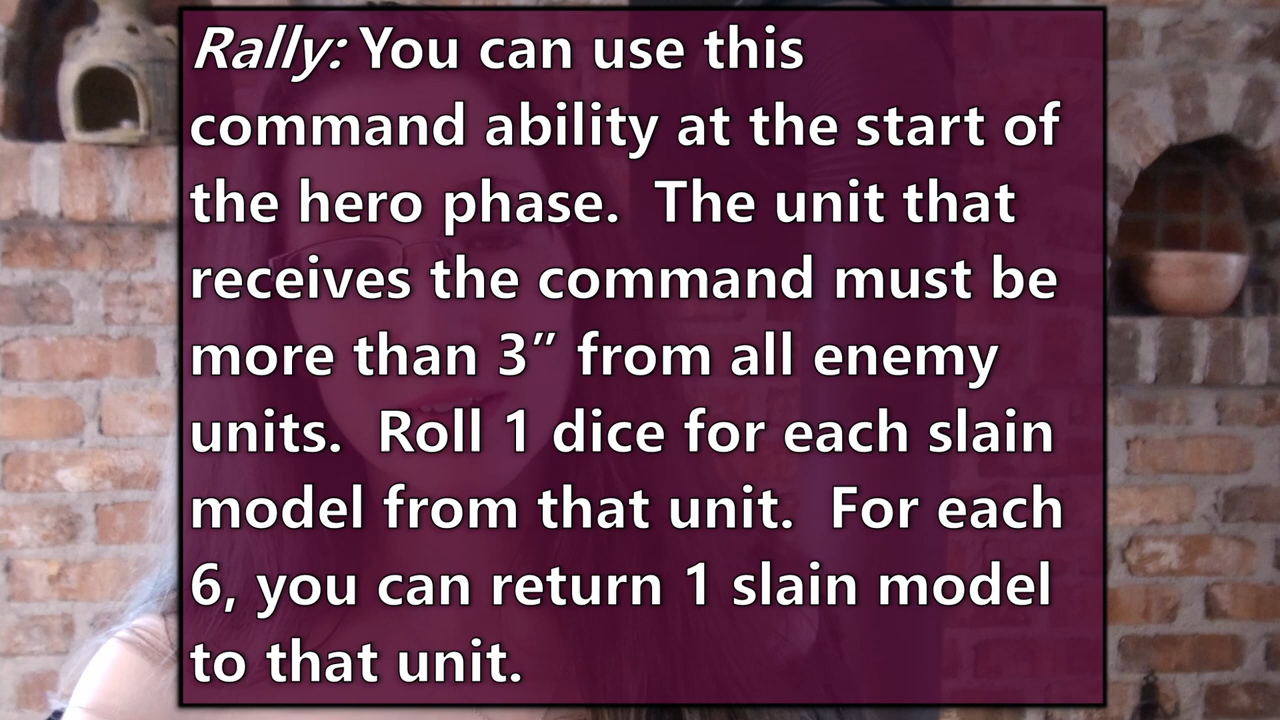 Rally: You can use this
command ability at the start of
the hero phase.  The unit that
receives the command must be
more than 3” from all enemy
units.  Roll 1 dice for each slain
model from that unit.  For each
6, you can return 1 slain model
to that unit.